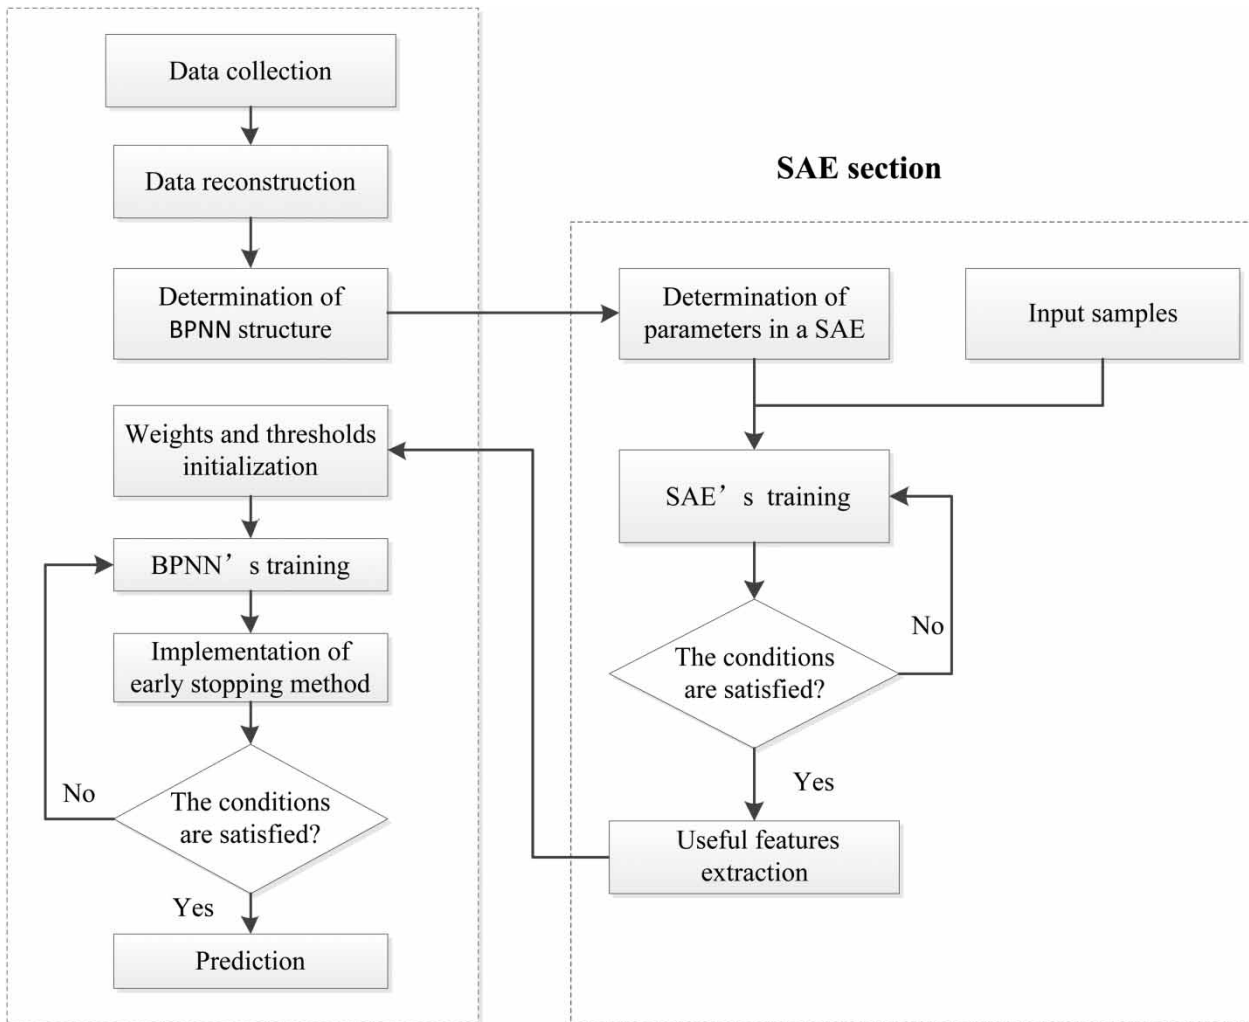 Data collection
Data reconstruction
Determination of
BPNN structure
Weights and thresholds
initialization
BPNN’s training
Implementation of
early stopping method
No
The conditions
are satisfied?
Yes
Prediction
SAE section
Determination of
parameters in a SAE
Input samples
SAE’s training
No
The conditions
are satisfied?
Yes
Useful features
extraction